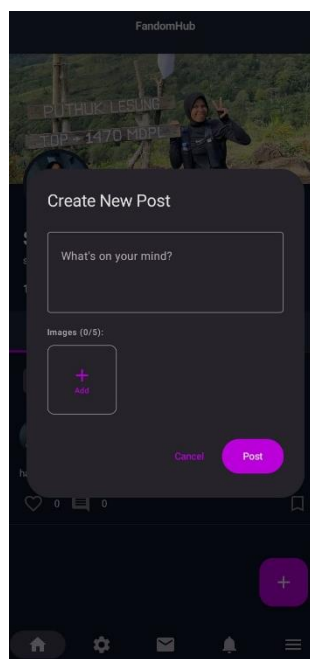 FandomHub
PUTHUK LESUNG
TOP + 1470 MDPL
Create New Post
What's on your mind?
Images (0/5):
+
Add
Cancel
Post
0
0
+